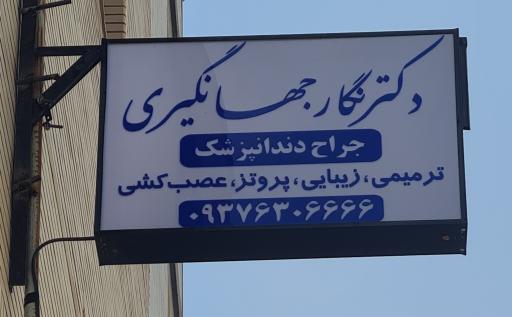 دکتر نگار جهانگیری
جراح دندانپزشک
ترمیمی، زیبایی، پروتز، عصب کشی
۰۹۳۷۶۳۰۶۶۶۶